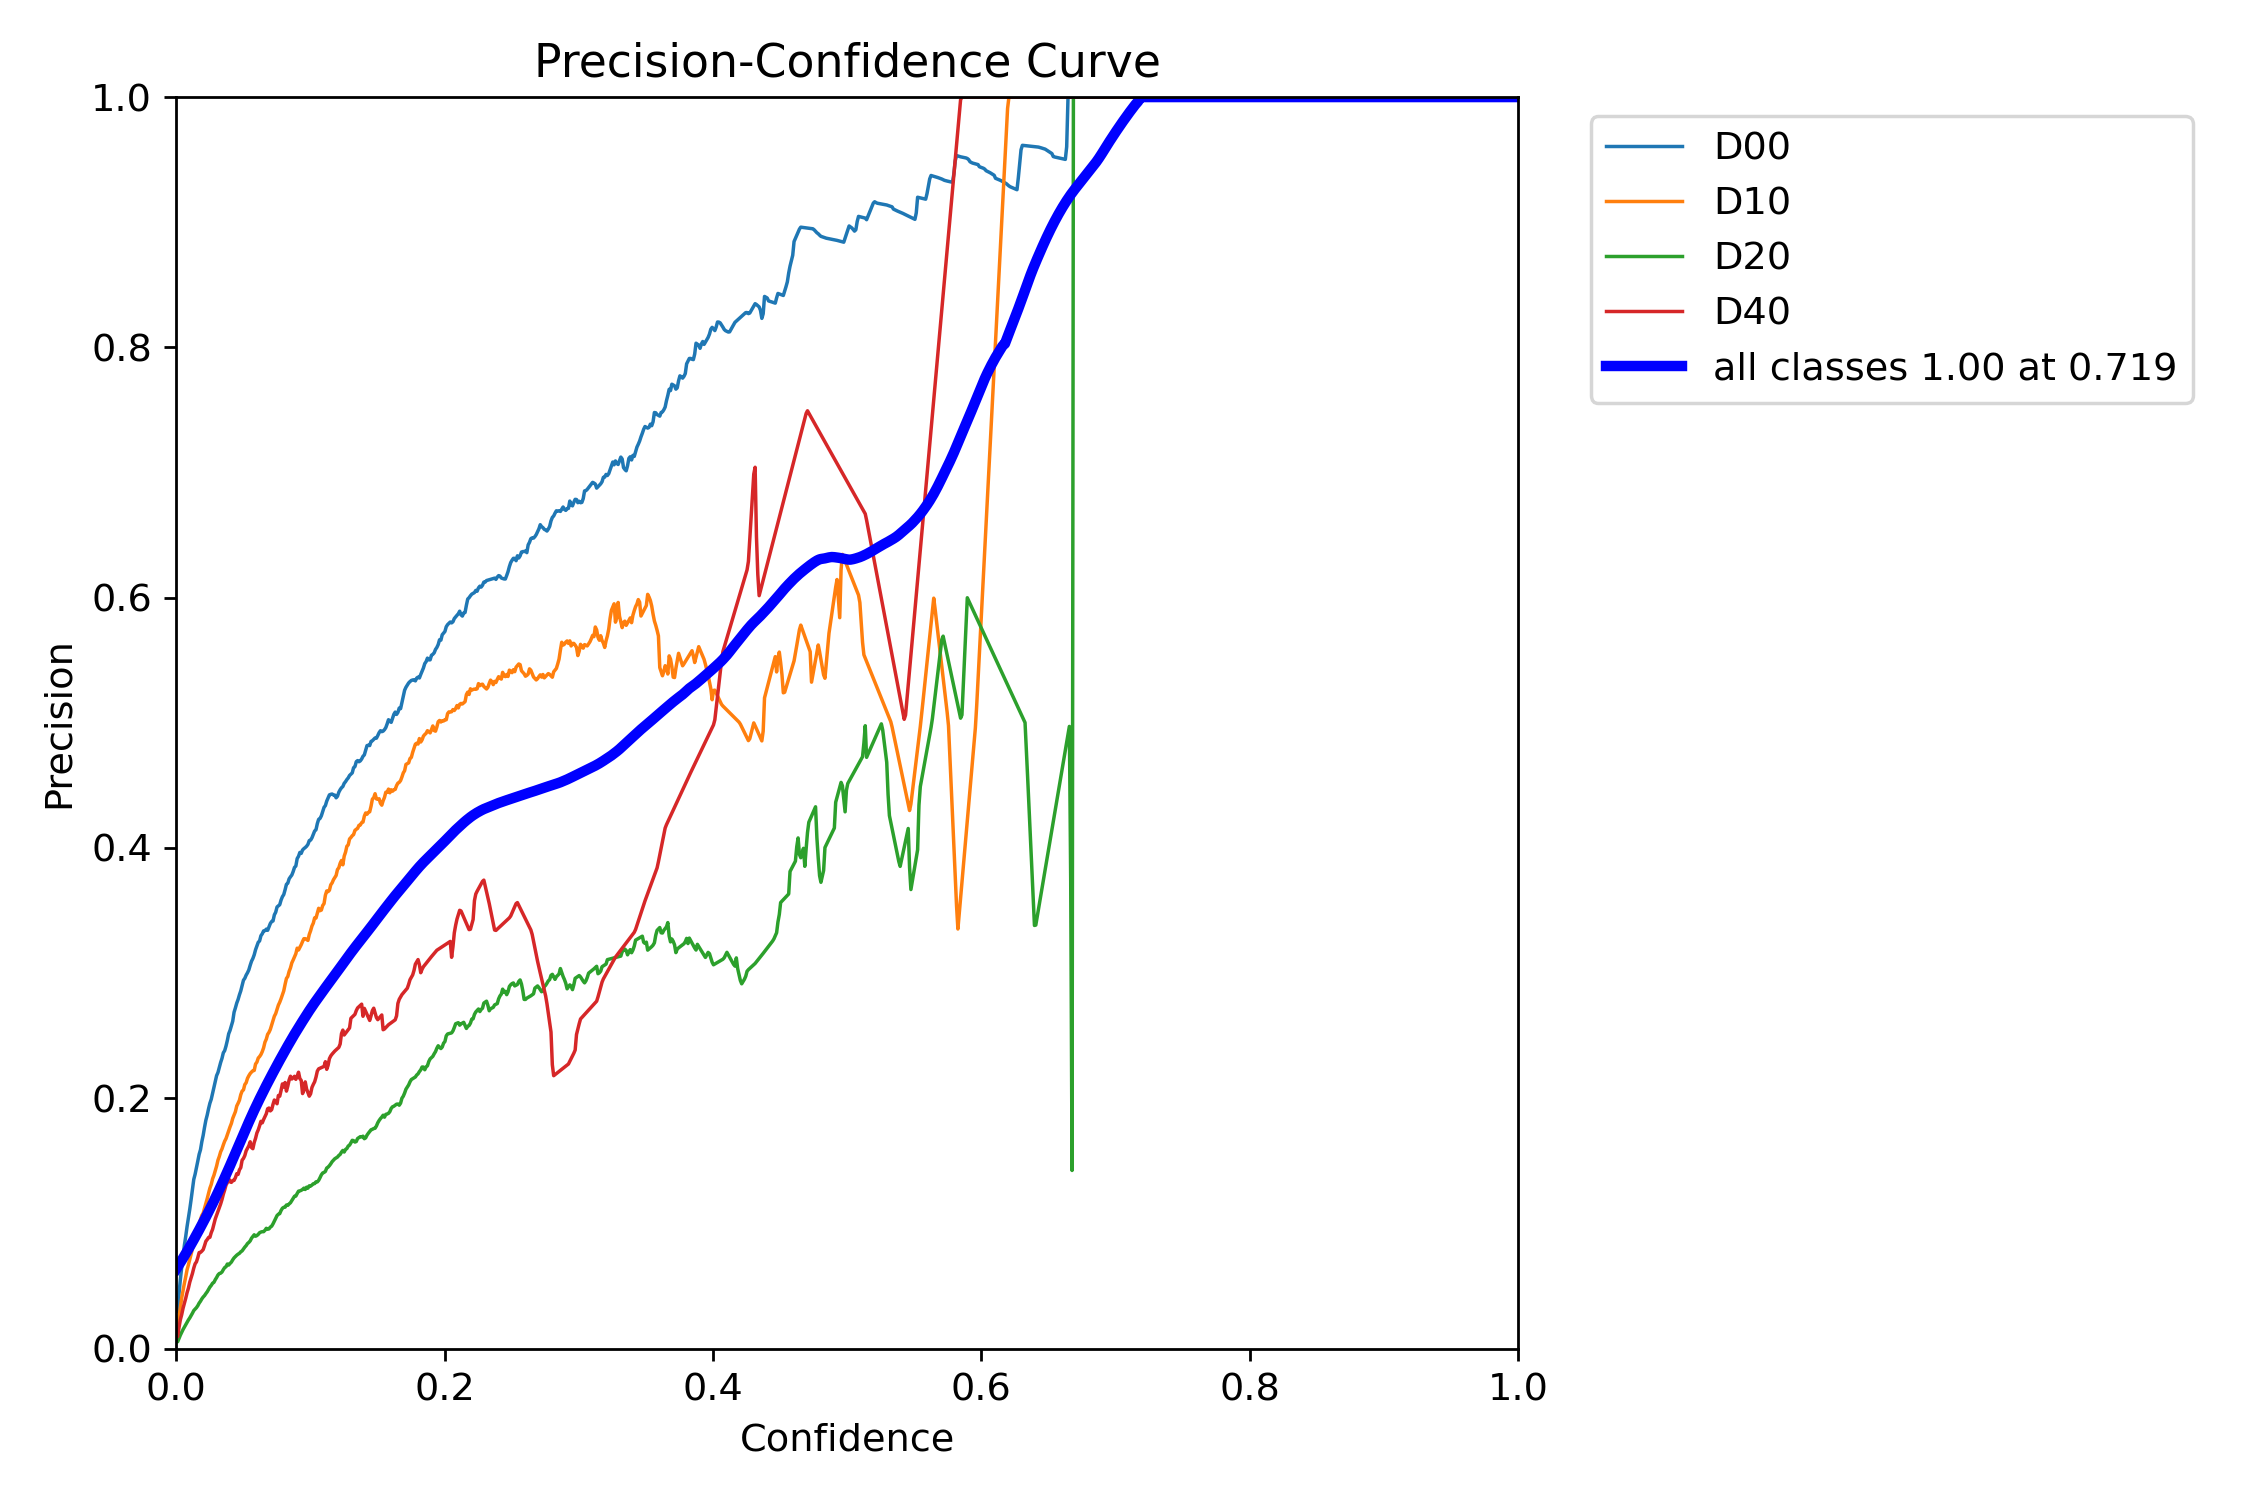 Precision-Confidence Curve
1.0
0.8
0.6
0.4
0.2
0.0
Precision
0.0 0.2 0.4 0.6 0.8 1.0
Confidence
D00
D10
D20
D40
all classes 1.00 at 0.719